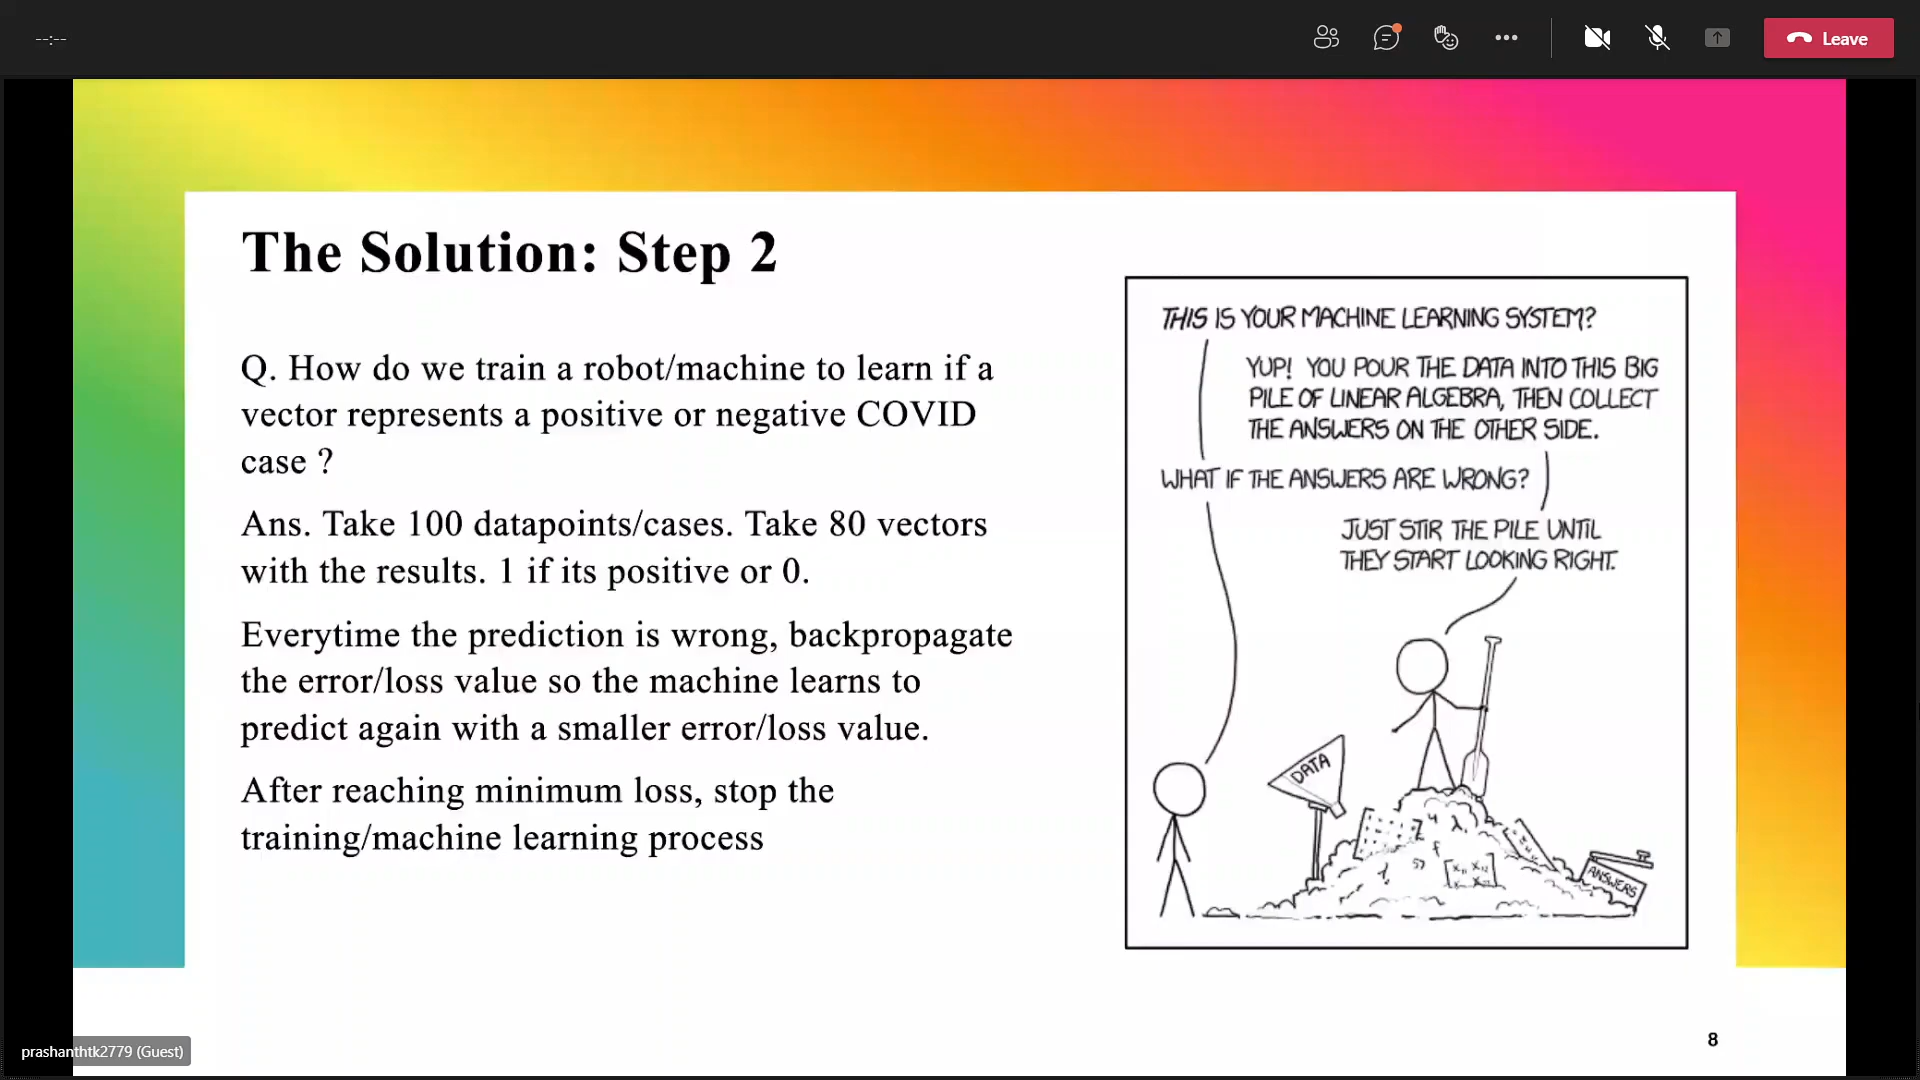 --:--
Leave
The Solution: Step 2
Q. How do we train a robot/machine to learn if a
vector represents a positive or negative COVID
case ?
Ans. Take 100 datapoints/cases. Take 80 vectors
with the results. 1 if its positive or 0.
Everytime the prediction is wrong, backpropagate
the error/loss value so the machine learns to
predict again with a smaller error/loss value.
After reaching minimum loss, stop the
training/machine learning process
THIS IS YOUR MACHINE LEARNING SYSTEM?
YUP! YOU POUR THE DATA INTO THIS BIG
PILE OF LINEAR ALGEBRA, THEN COLLECT
THE ANSWERS ON THE OTHER SIDE.
WHAT IF THE ANSWERS ARE WRONG?
JUST STIR THE PILE UNTIL
THEY START LOOKING RIGHT.
DATA
ANSWERS
prashanthtk2779 (Guest)
8